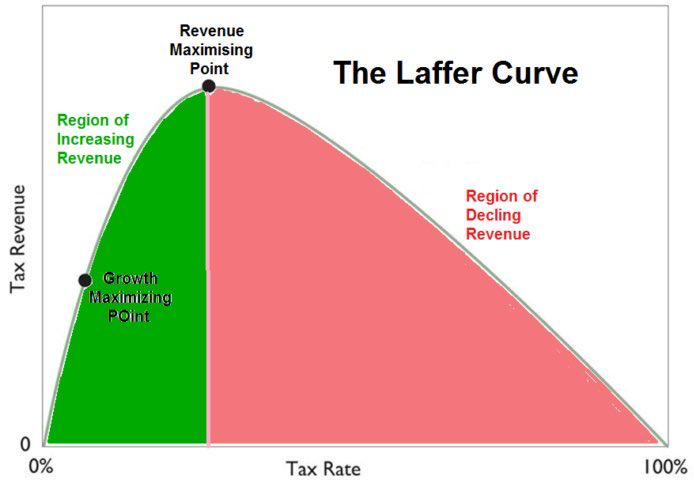 Revenue
Maximising
Point
The Laffer Curve
Region of
Increasing
Revenue
Region of
Decling
Revenue
Growth
Maximizing
POint
Tax Revenue
0
0%
Tax Rate
100%